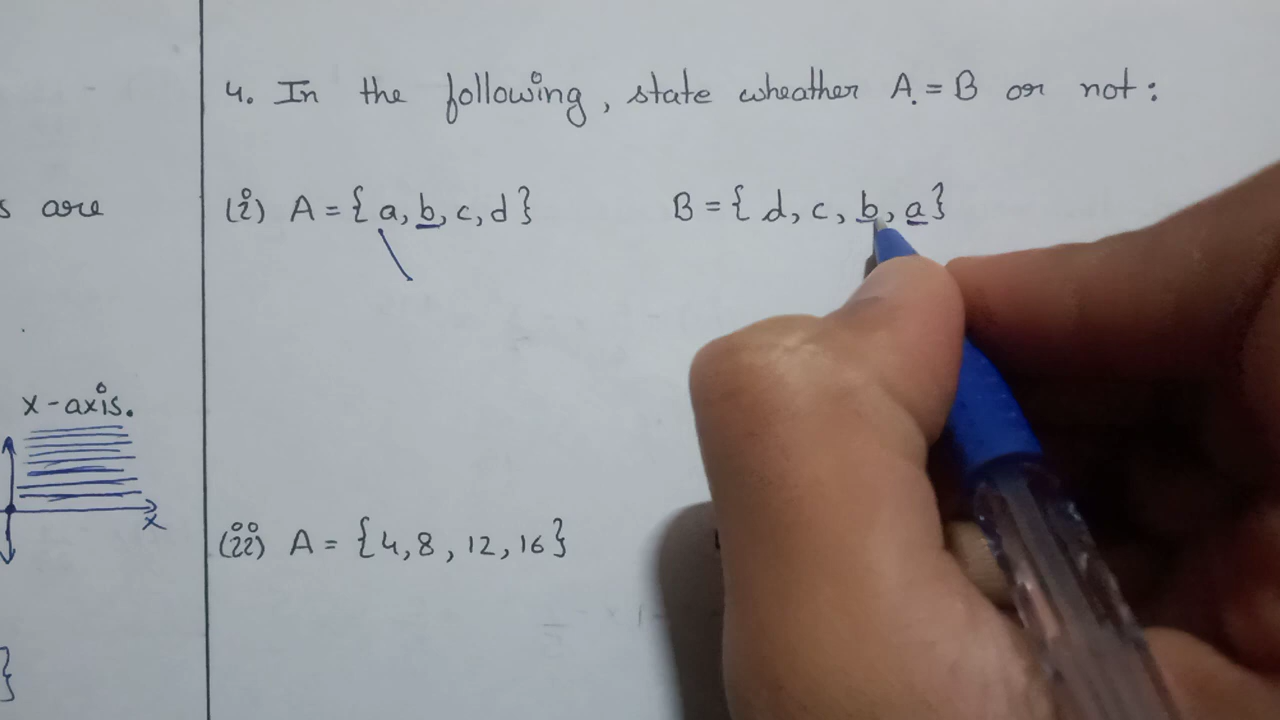 4. In the following, state wheather A = B or not:
s are
(i) A = { a, b, c, d } B = { d, c, b, a }
x-axis.
x
(ii) A = { 4, 8, 12, 16 }
}